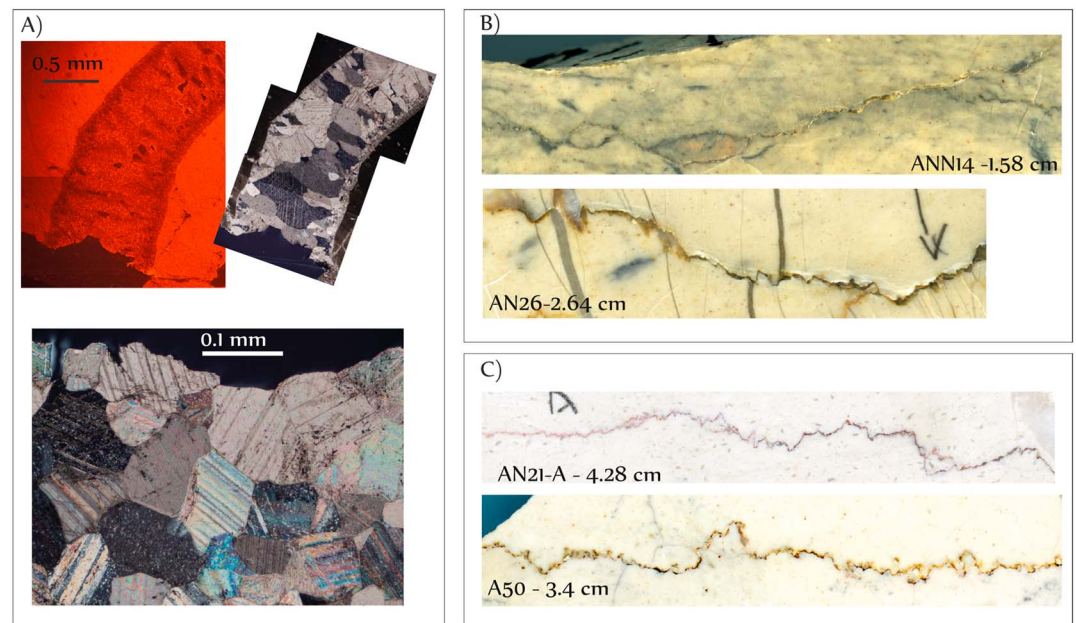 A)
0.5 mm
0.1 mm
B)
ANN14 -1.58 cm
AN26-2.64 cm
C)
AN21-A - 4.28 cm
A50 - 3.4 cm